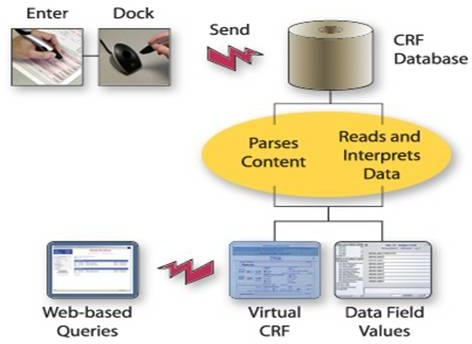 Enter
Dock
Send
CRF
Database
Parses
Content
Reads and
Interprets
Data
Web-based
Queries
Virtual
CRF
Data Field
Values